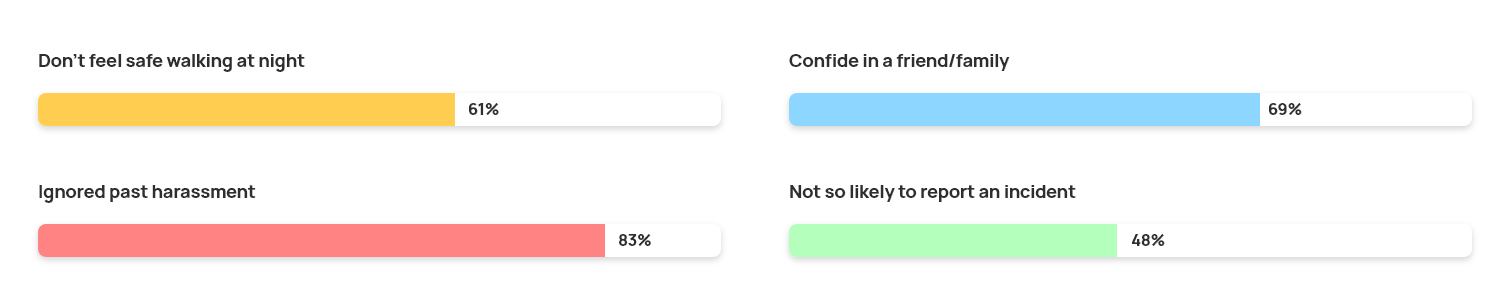 Don't feel safe walking at night
61%
Confide in a friend/family
69%
Ignored past harassment
83%
Not so likely to report an incident
48%